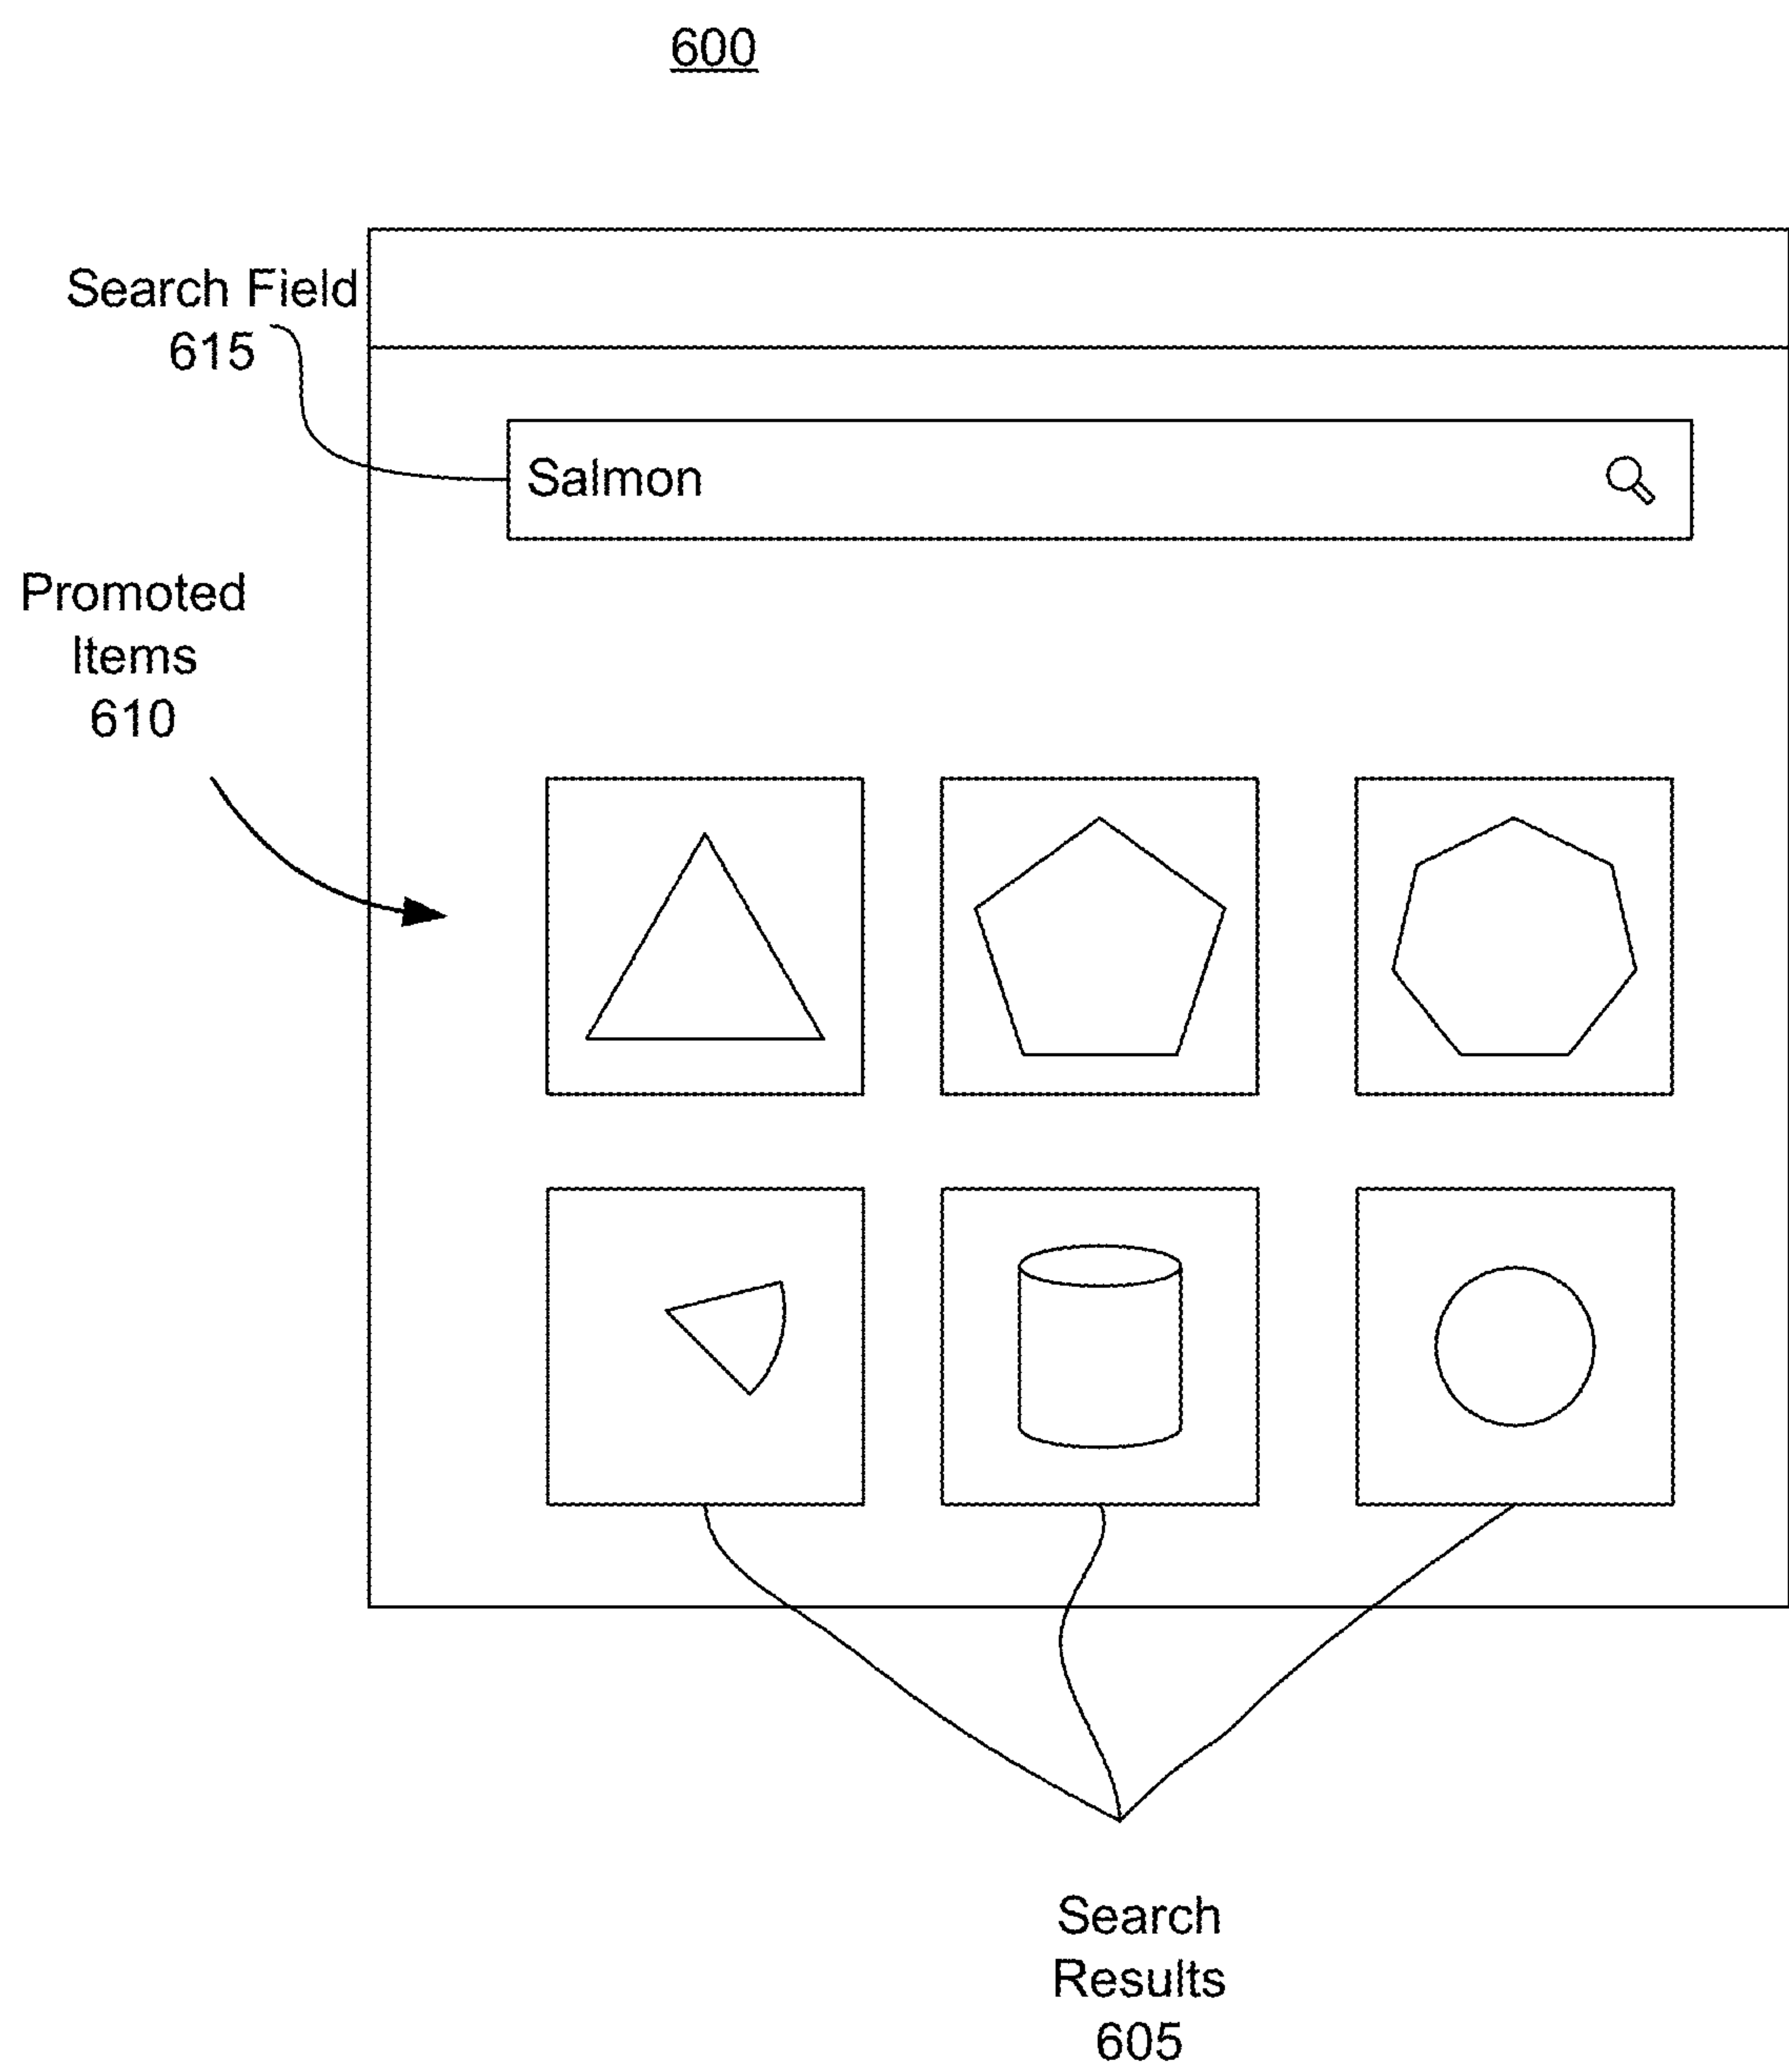 600
Search Field
615
Salmon
Promoted
Items
610
Search
Results
605